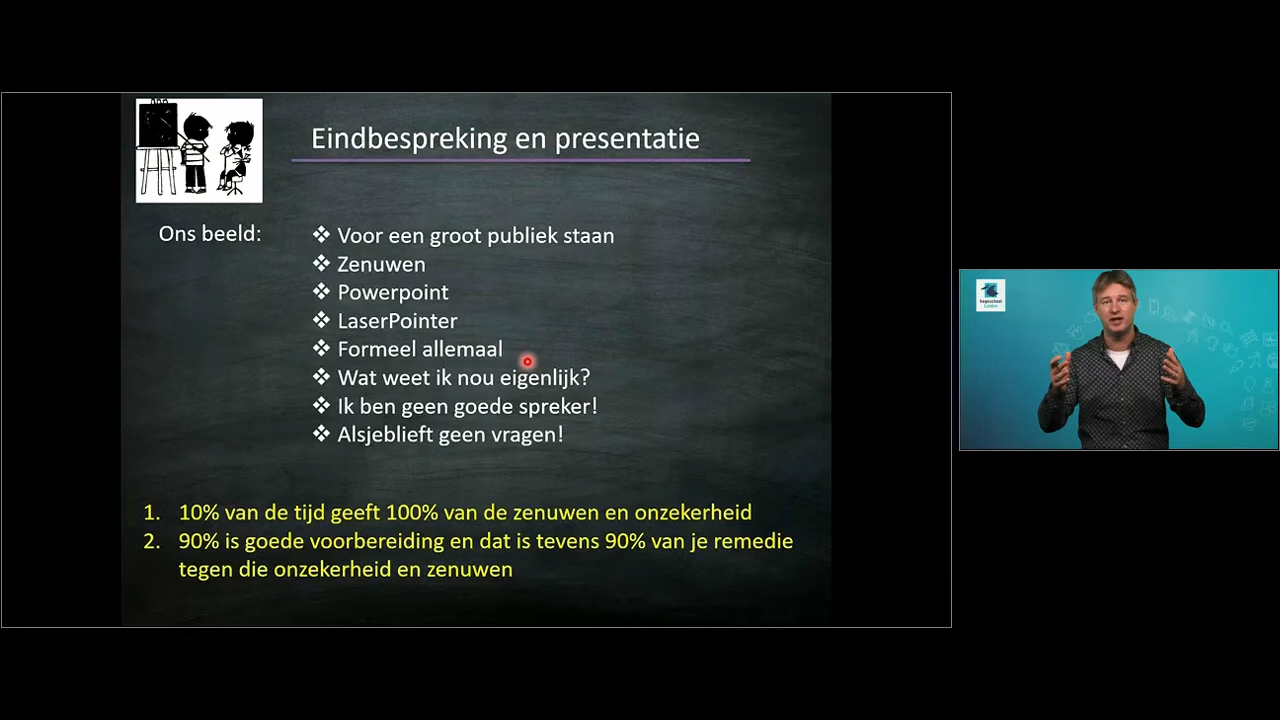 Eindbespreking en presentatie
Ons beeld:
❖ Voor een groot publiek staan
❖ Zenuwen
❖ Powerpoint
❖ LaserPointer
❖ Formeel allemaal
❖ Wat weet ik nou eigenlijk?
❖ Ik ben geen goede spreker!
❖ Alsjeblieft geen vragen!
1. 10% van de tijd geeft 100% van de zenuwen en onzekerheid
2. 90% is goede voorbereiding en dat is tevens 90% van je remedie
tegen die onzekerheid en zenuwen
hogeschool
Leiden